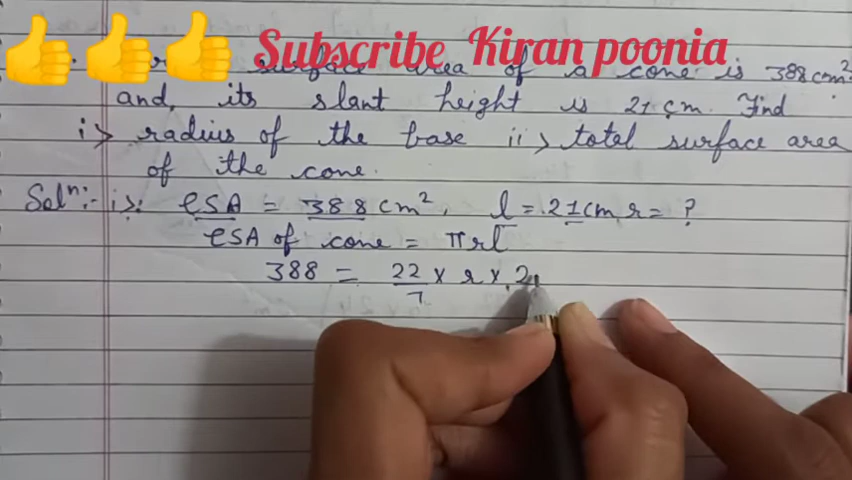 Subscribe Kiran poonia
surface area of a cone is 388 cm²
and, its slant height is 21 cm. Find
i> radius of the base ii> total surface area
of the cone.
Solⁿ:- i>: CSA = 388 cm², l = 21cm r = ?
CSA of cone = πrl
388 = 22/7 × r × 21